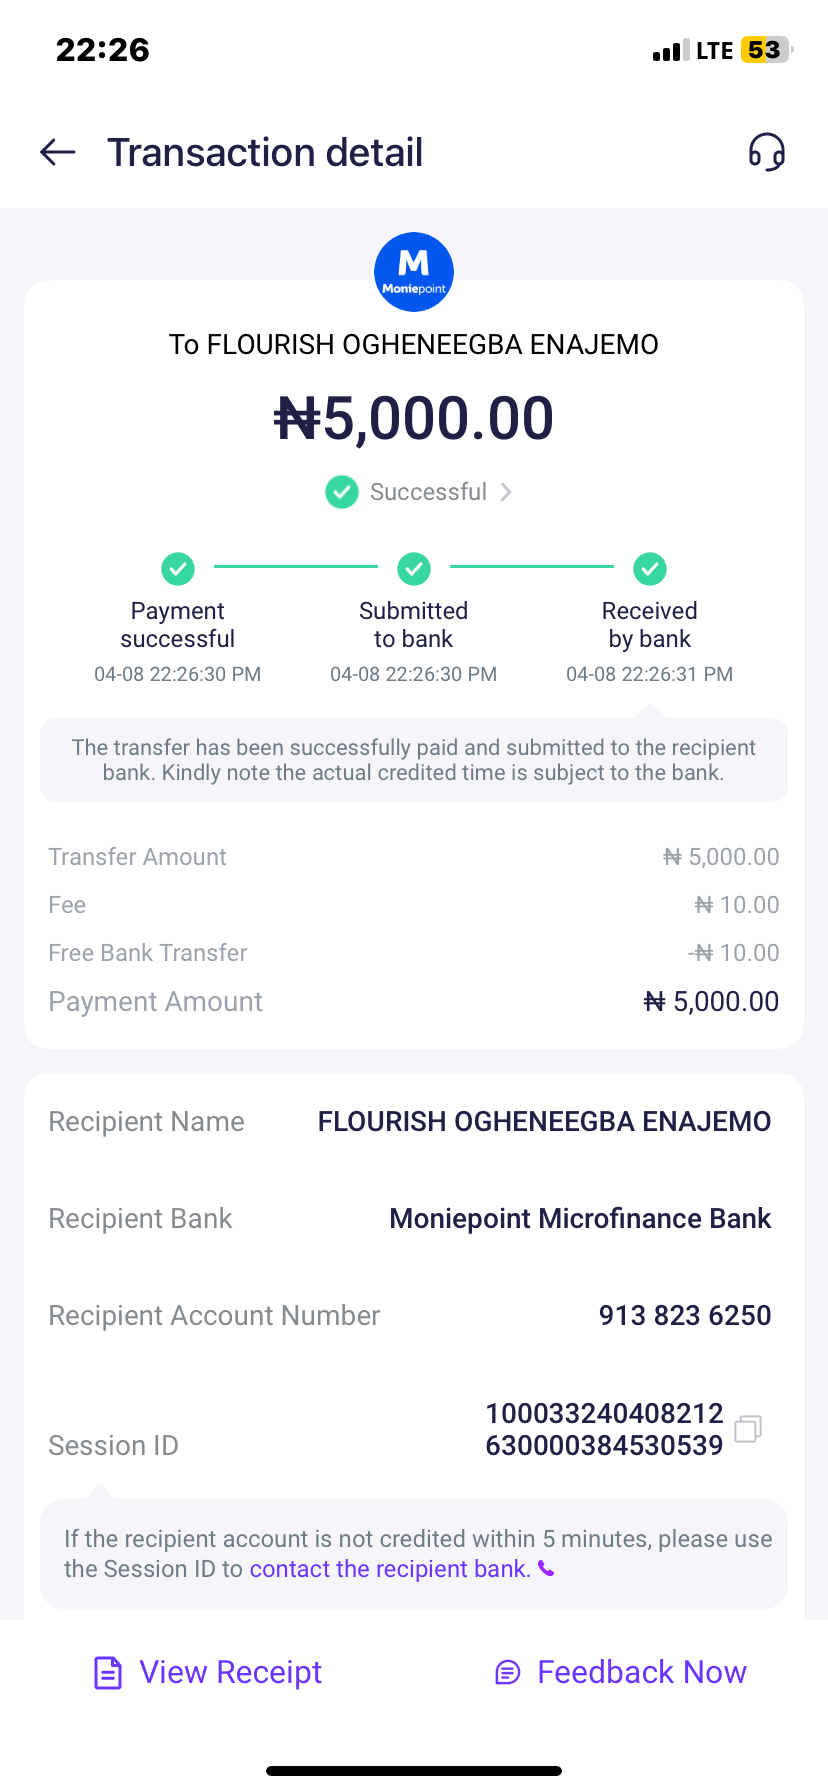 22:26
LTE 53
Transaction detail
M
Moniepoint
To FLOURISH OGHENEEGBA ENAJEMO
₦5,000.00
Successful
Payment successful
Submitted to bank
Received by bank
04-08 22:26:30 PM
04-08 22:26:30 PM
04-08 22:26:31 PM
The transfer has been successfully paid and submitted to the recipient
bank. Kindly note the actual credited time is subject to the bank.
Transfer Amount ₦ 5,000.00
Fee ₦ 10.00
Free Bank Transfer -₦ 10.00
Payment Amount ₦ 5,000.00
Recipient Name FLOURISH OGHENEEGBA ENAJEMO
Recipient Bank Moniepoint Microfinance Bank
Recipient Account Number 913 823 6250
Session ID 100033240408212
630000384530539
If the recipient account is not credited within 5 minutes, please use
the Session ID to contact the recipient bank.
View Receipt
Feedback Now